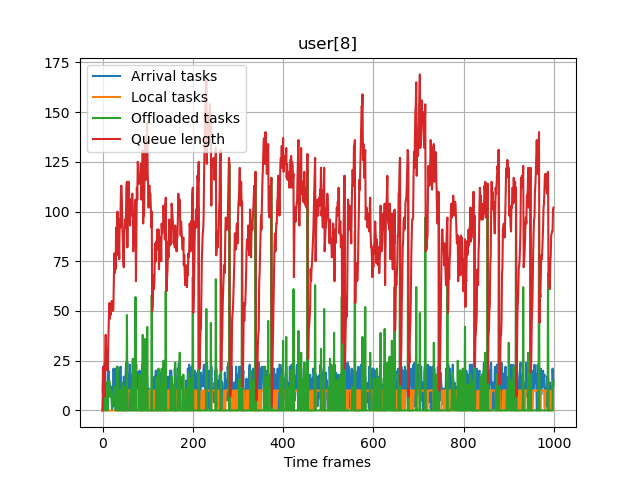 user[8]
Arrival tasks
Local tasks
Offloaded tasks
Queue length
175
150
125
100
75
50
25
0
0 200 400 600 800 1000
Time frames